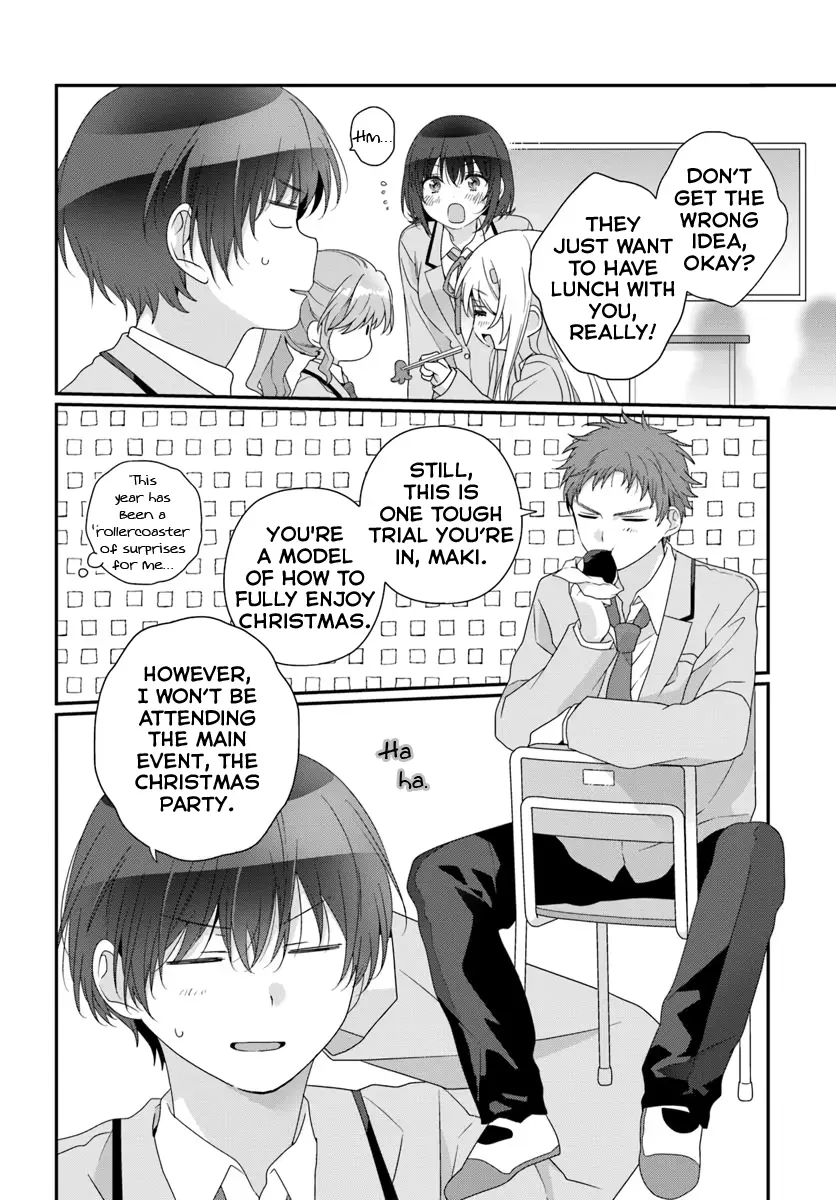 DON'T
GET THE
WRONG
IDEA,
OKAY?
THEY
JUST WANT
TO HAVE
LUNCH WITH
YOU,
REALLY!
Hm...
STILL,
THIS IS
ONE TOUGH
TRIAL YOU'RE
IN, MAKI.
YOU'RE
A MODEL
OF HOW TO
FULLY ENJOY
CHRISTMAS.
This
year has
been a
rollercoaster
of surprises
for me...
HOWEVER,
I WON'T BE
ATTENDING
THE MAIN
EVENT, THE
CHRISTMAS
PARTY.
Ha
ha.